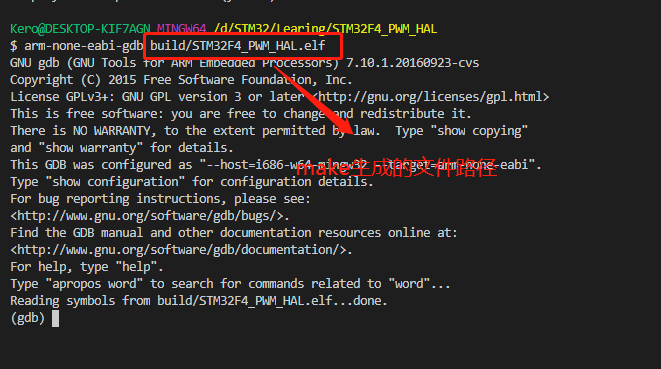 Kero@DESKTOP-KIF7AGN MINGW64 /d/STM32/Learing/STM32F4_PWM_HAL
$ arm-none-eabi-gdb build/STM32F4_PWM_HAL.elf
GNU gdb (GNU Tools for ARM Embedded Processors) 7.10.1.20160923-cvs
Copyright (C) 2015 Free Software Foundation, Inc.
License GPLv3+: GNU GPL version 3 or later <http://gnu.org/licenses/gpl.html>
This is free software: you are free to change and redistribute it.
There is NO WARRANTY, to the extent permitted by law.  Type "show copying"
and "show warranty" for details.
This GDB was configured as "--host=i686-w64-mingw32 --target=arm-none-eabi".
make生成的文件路径
Type "show configuration" for configuration details.
For bug reporting instructions, please see:
<http://www.gnu.org/software/gdb/bugs/>.
Find the GDB manual and other documentation resources online at:
<http://www.gnu.org/software/gdb/documentation/>.
For help, type "help".
Type "apropos word" to search for commands related to "word"...
Reading symbols from build/STM32F4_PWM_HAL.elf...done.
(gdb)